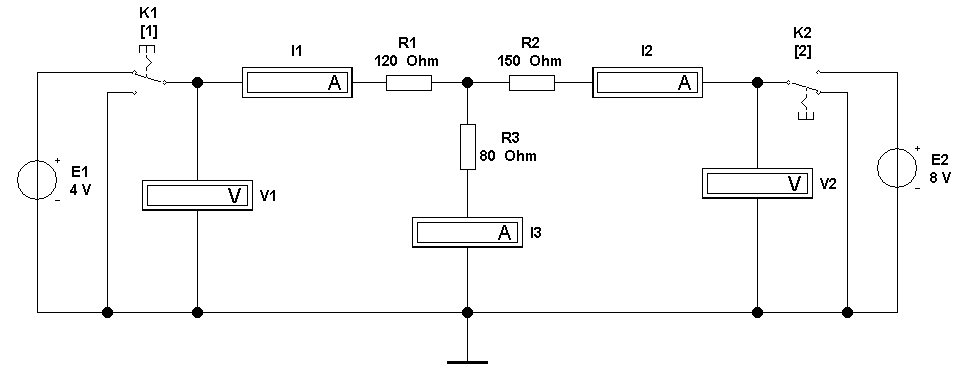 K1
[1]
I1
A
R1
120 Ohm
R2
150 Ohm
I2
A
K2
[2]
R3
80 Ohm
+
E1
4 V
-
V
V1
A
I3
V
V2
+
E2
8 V
-